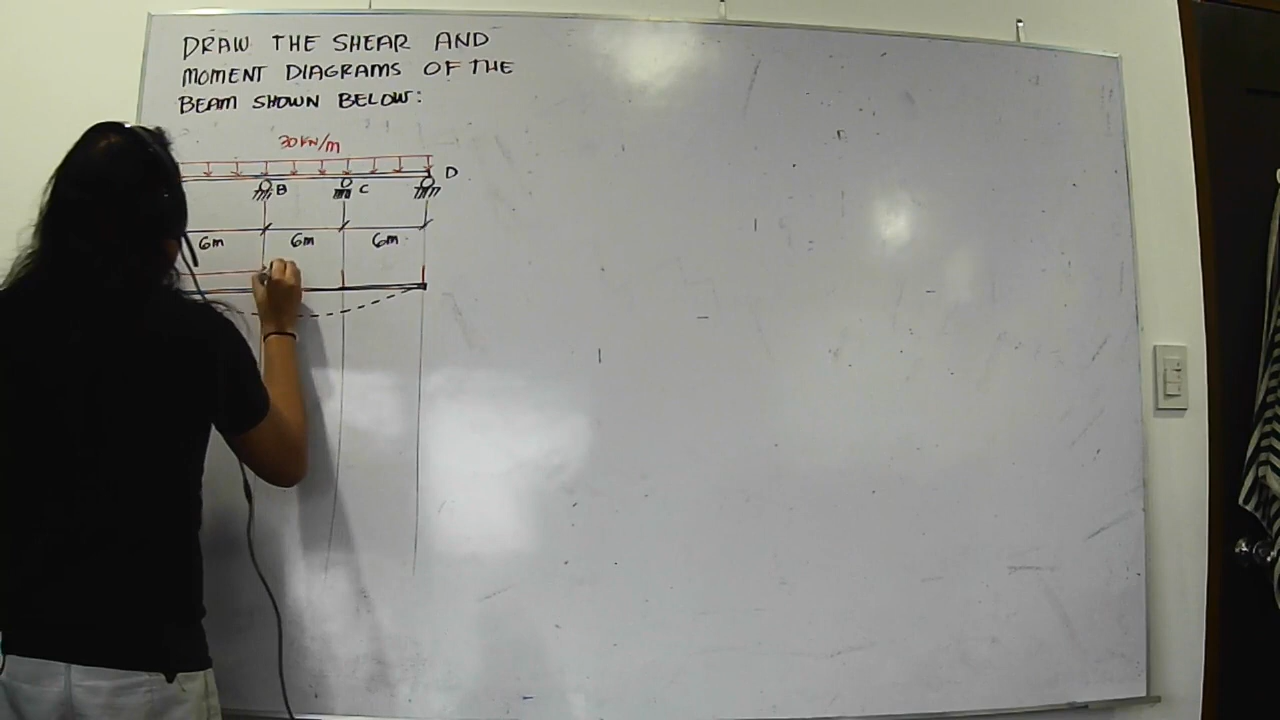 DRAW THE SHEAR AND
MOMENT DIAGRAMS OF THE
BEAM SHOWN BELOW:
30KN/m
B C D
6m 6m 6m